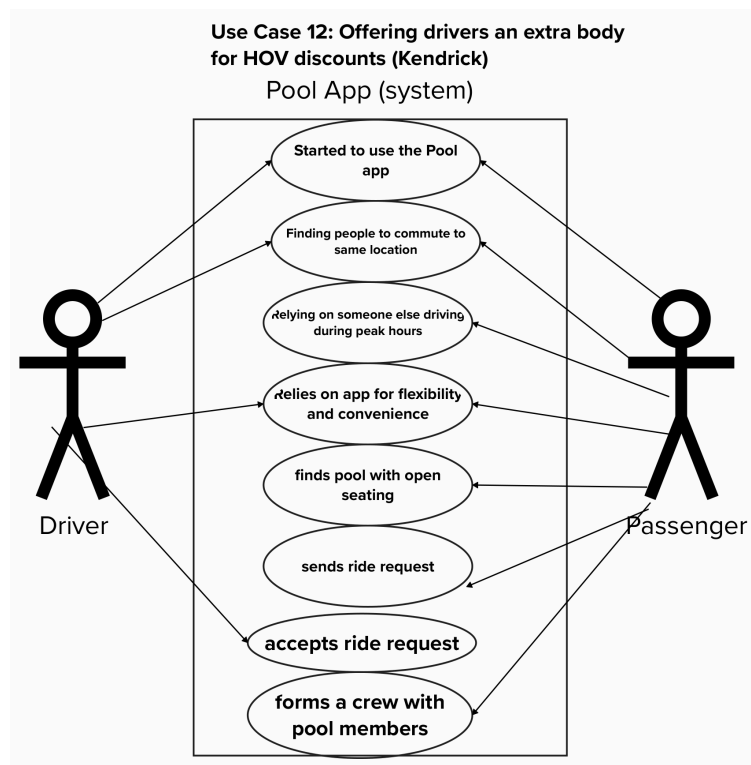 Use Case 12: Offering drivers an extra body
for HOV discounts (Kendrick)
Pool App (system)
Started to use the Pool
app
Finding people to commute to
same location
Relying on someone else driving
during peak hours
Relies on app for flexibility
and convenience
finds pool with open
seating
Driver
Passenger
sends ride request
accepts ride request
forms a crew with
pool members